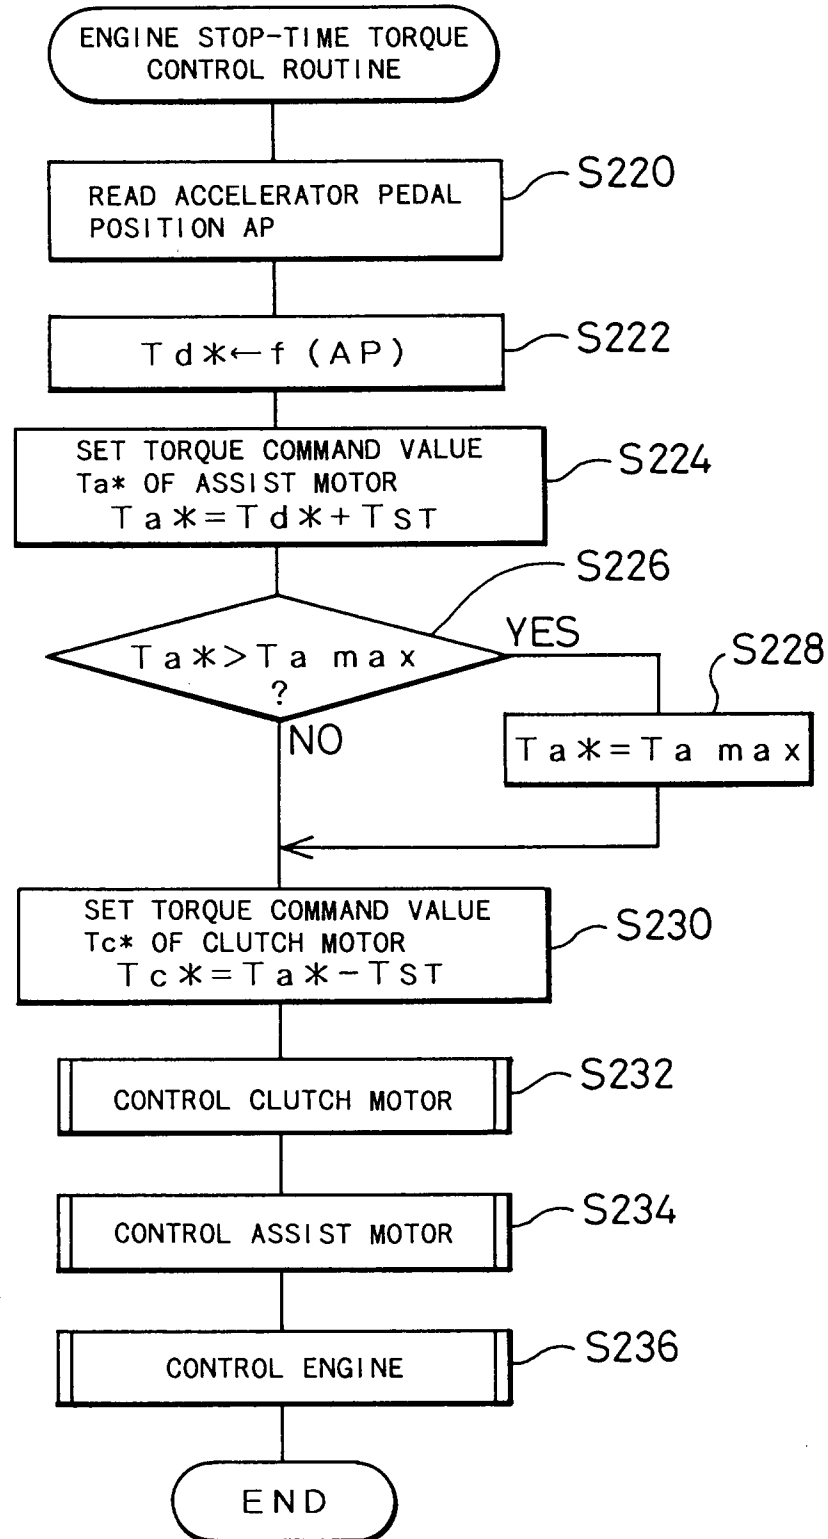 ENGINE STOP-TIME TORQUE
CONTROL ROUTINE
READ ACCELERATOR PEDAL
POSITION AP
S220
Td*←f(AP)
S222
SET TORQUE COMMAND VALUE
Ta* OF ASSIST MOTOR
Ta*=Td*+TST
S224
S226
Ta*>Ta max
?
YES
NO
S228
Ta*=Ta max
SET TORQUE COMMAND VALUE
Tc* OF CLUTCH MOTOR
Tc*=Ta*-TST
S230
CONTROL CLUTCH MOTOR
S232
CONTROL ASSIST MOTOR
S234
CONTROL ENGINE
S236
END